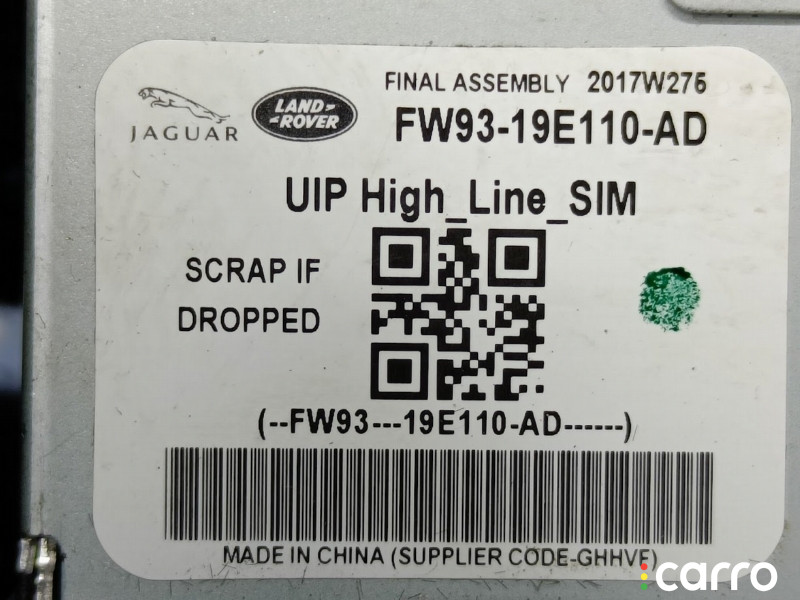 FINAL ASSEMBLY 2017W276
JAGUAR
LAND-
-ROVER
FW93-19E110-AD
UIP High_Line_SIM
SCRAP IF
DROPPED
(--FW93---19E110-AD------)
MADE IN CHINA (SUPPLIER CODE-GHHVF)
carro